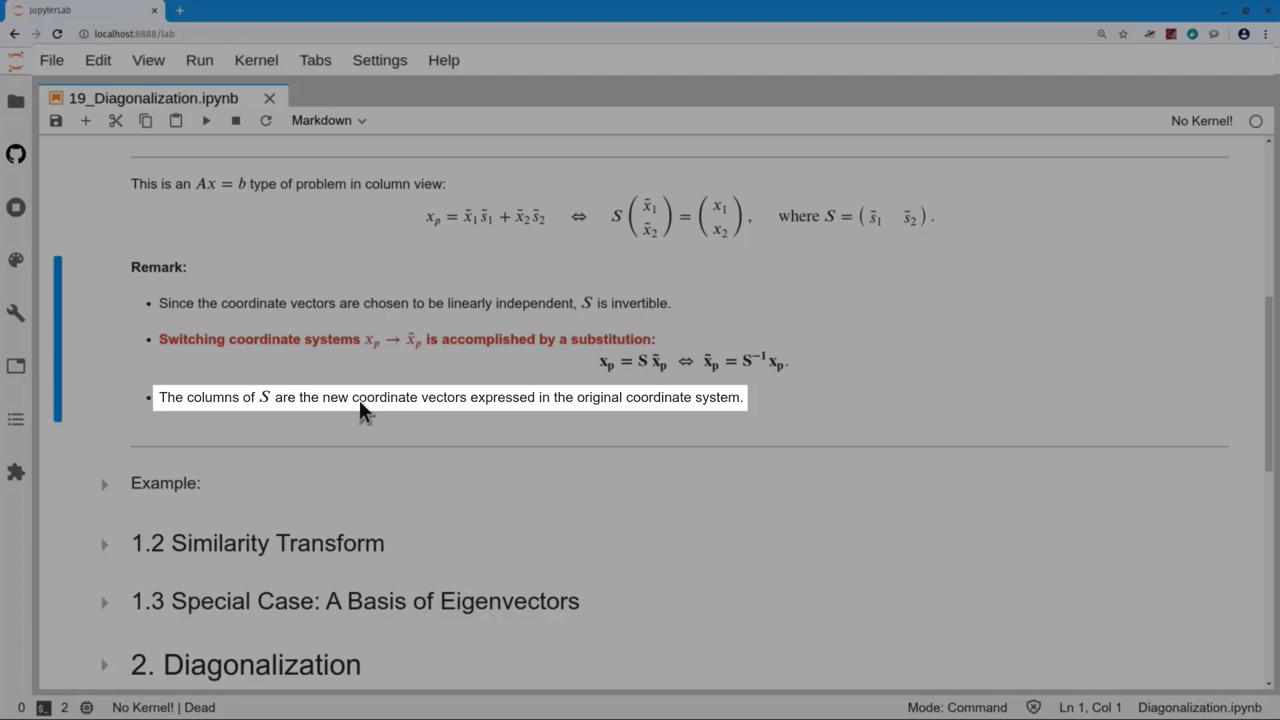 JupyterLab
localhost:8888/lab
File Edit View Run Kernel Tabs Settings Help
19_Diagonalization.ipynb
Markdown No Kernel!
This is an Ax = b type of problem in column view:
x_p = x̃_1 s̃_1 + x̃_2 s̃_2 ⇔ S ( x̃_1 x̃_2 ) = ( x_1 x_2 ), where S = ( s̃_1 s̃_2 ) .
Remark:
• Since the coordinate vectors are chosen to be linearly independent, S is invertible.
• Switching coordinate systems x_p → x̃_p is accomplished by a substitution:
x_p = S x̃_p ⇔ x̃_p = S⁻¹ x_p.
• The columns of S are the new coordinate vectors expressed in the original coordinate system.
Example:
1.2 Similarity Transform
1.3 Special Case: A Basis of Eigenvectors
2. Diagonalization
0 2 No Kernel! | Dead Mode: Command Ln 1, Col 1 Diagonalization.ipynb